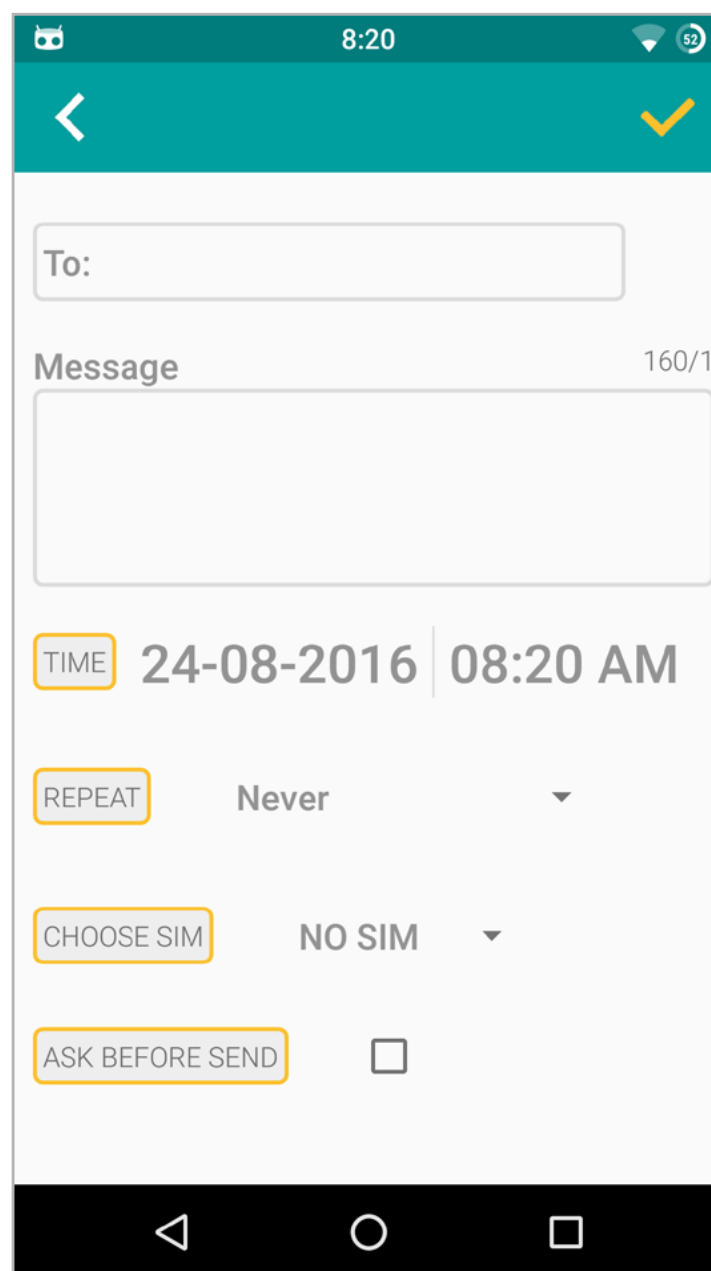 8:20 52
To:
Message 160/1
TIME 24-08-2016 08:20 AM
REPEAT Never
CHOOSE SIM NO SIM
ASK BEFORE SEND